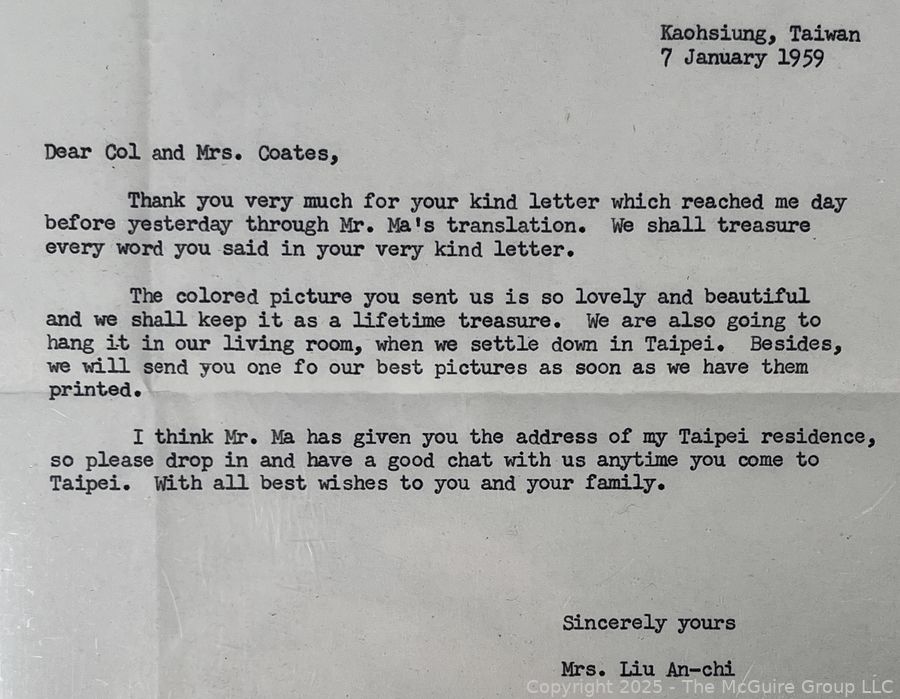 Kaohsiung, Taiwan
7 January 1959
Dear Col and Mrs. Coates,
Thank you very much for your kind letter which reached me day
before yesterday through Mr. Ma's translation. We shall treasure
every word you said in your very kind letter.
The colored picture you sent us is so lovely and beautiful
and we shall keep it as a lifetime treasure. We are also going to
hang it in our living room, when we settle down in Taipei. Besides,
we will send you one fo our best pictures as soon as we have them
printed.
I think Mr. Ma has given you the address of my Taipei residence,
so please drop in and have a good chat with us anytime you come to
Taipei. With all best wishes to you and your family.
Sincerely yours
Mrs. Liu An-chi
Copyright 2025 - The McGuire Group LLC